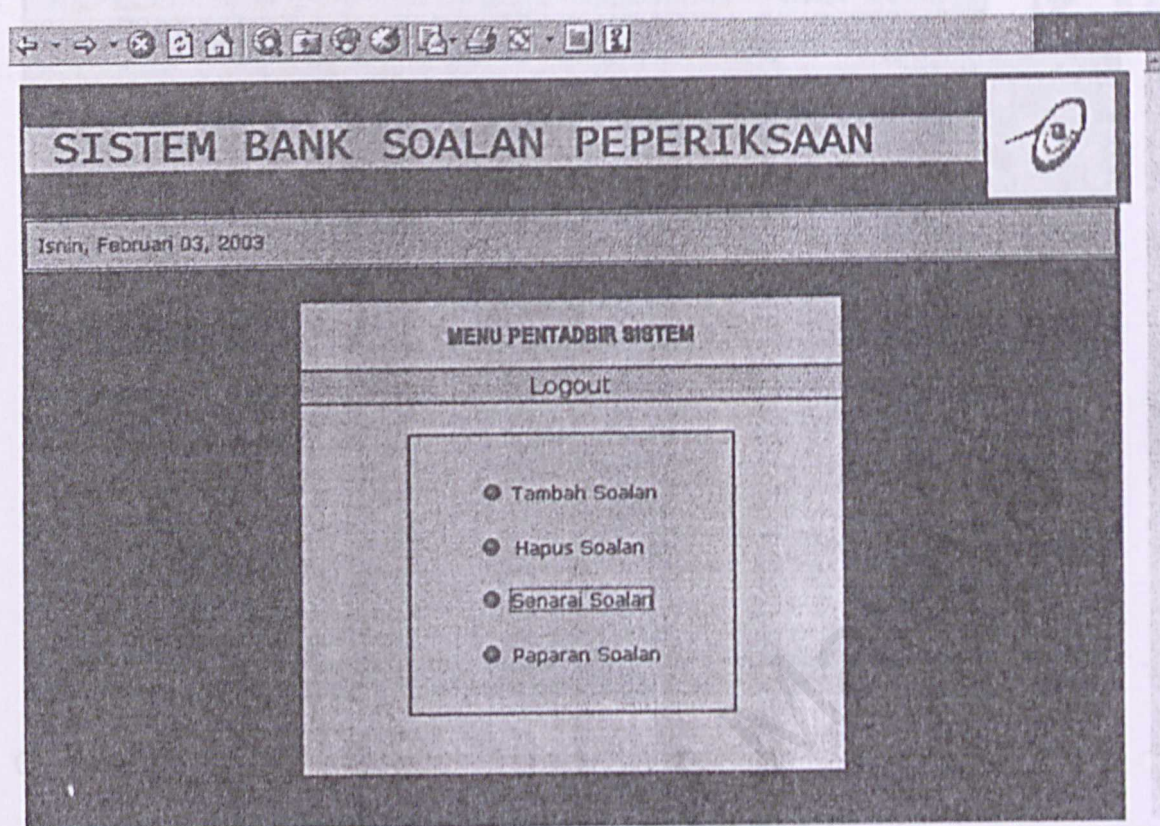 SISTEM BANK SOALAN PEPERIKSAAN
Isnin, Februari 03, 2003
MENU PENTADBIR SISTEM
Logout
Tambah Soalan
Hapus Soalan
Senarai Soalan
Paparan Soalan